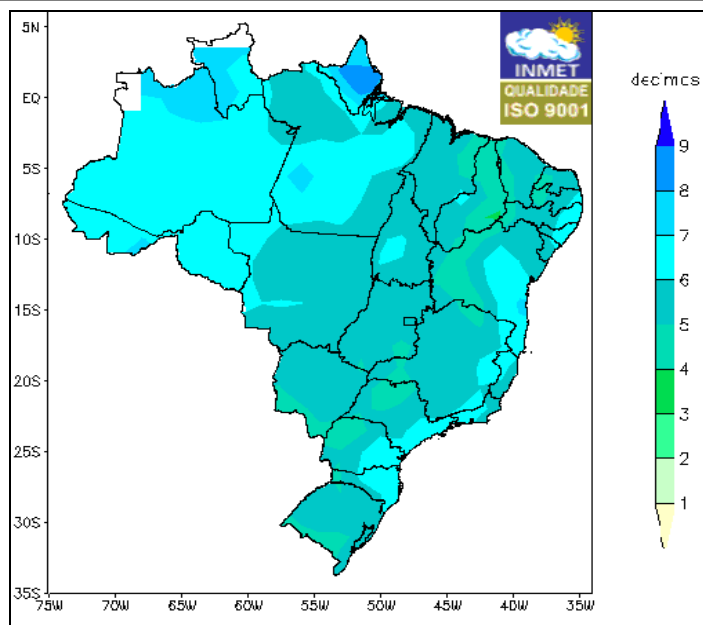 5N
EQ
5S
10S
15S
20S
25S
30S
35S
75W 70W 65W 60W 55W 50W 45W 40W 35W
INMET
QUALIDADE
ISO 9001
decimos
9
8
7
6
5
4
3
2
1